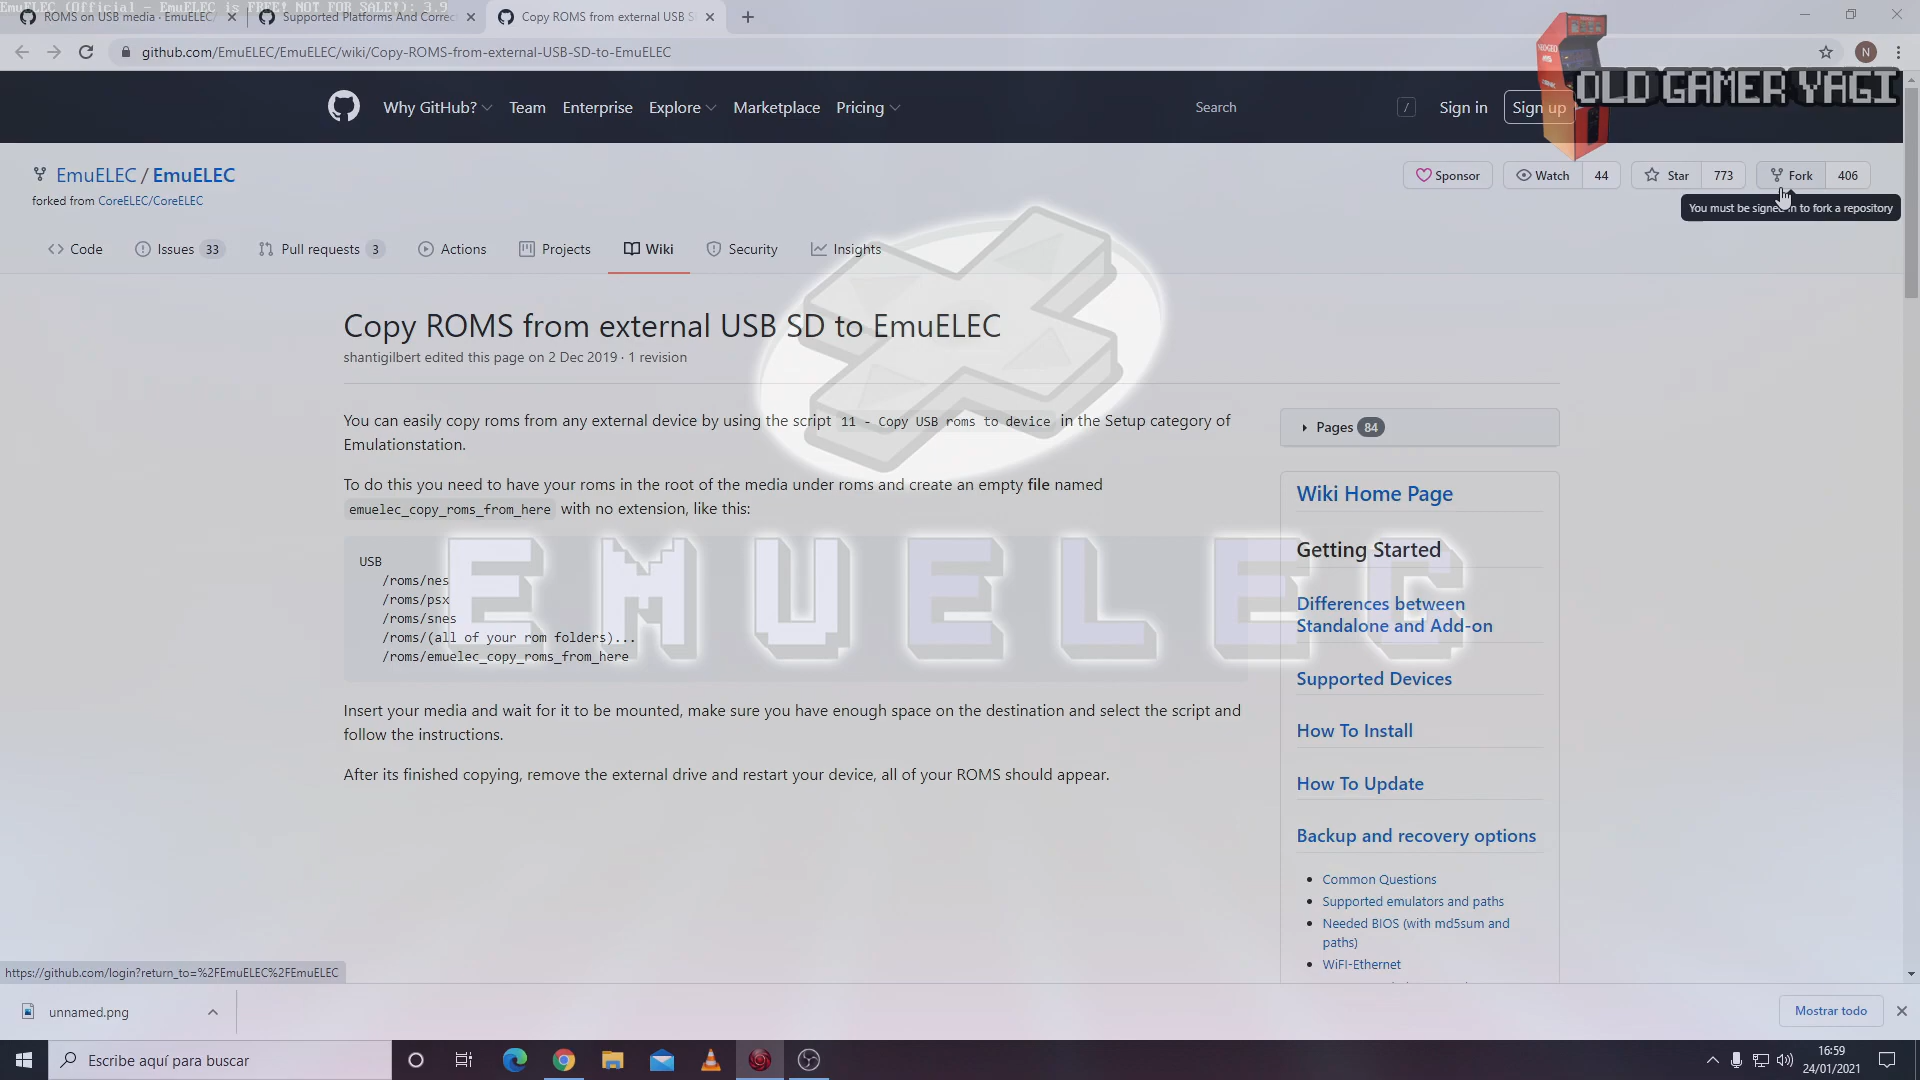 EmuELEC (Official - EmuELEC is FREE! NOT FOR SALE!): 3.9
ROMS on USB media · EmuELEC/
Supported Platforms And Correct
Copy ROMS from external USB S
github.com/EmuELEC/EmuELEC/wiki/Copy-ROMS-from-external-USB-SD-to-EmuELEC
N
OLD GAMER YAGI
Why GitHub?
Team
Enterprise
Explore
Marketplace
Pricing
Search
/
Sign in
Sign up
EmuELEC / EmuELEC
forked from CoreELEC/CoreELEC
Sponsor
Watch 44
Star 773
Fork 406
You must be signed in to fork a repository
Code
Issues 33
Pull requests 3
Actions
Projects
Wiki
Security
Insights
Copy ROMS from external USB SD to EmuELEC
shantigilbert edited this page on 2 Dec 2019 · 1 revision
You can easily copy roms from any external device by using the script 11 - Copy USB roms to device in the Setup category of
Emulationstation.
To do this you need to have your roms in the root of the media under roms and create an empty file named
emuelec_copy_roms_from_here with no extension, like this:
USB
/roms/nes
/roms/psx
/roms/snes
/roms/(all of your rom folders)...
/roms/emuelec_copy_roms_from_here
EMUELEC
Insert your media and wait for it to be mounted, make sure you have enough space on the destination and select the script and
follow the instructions.
After its finished copying, remove the external drive and restart your device, all of your ROMS should appear.
Pages 84
Wiki Home Page
Getting Started
Differences between
Standalone and Add-on
Supported Devices
How To Install
How To Update
Backup and recovery options
Common Questions
Supported emulators and paths
Needed BIOS (with md5sum and
paths)
WiFI-Ethernet
https://github.com/login?return_to=%2FEmuELEC%2FEmuELEC
unnamed.png
Mostrar todo
Escribe aquí para buscar
16:59
24/01/2021